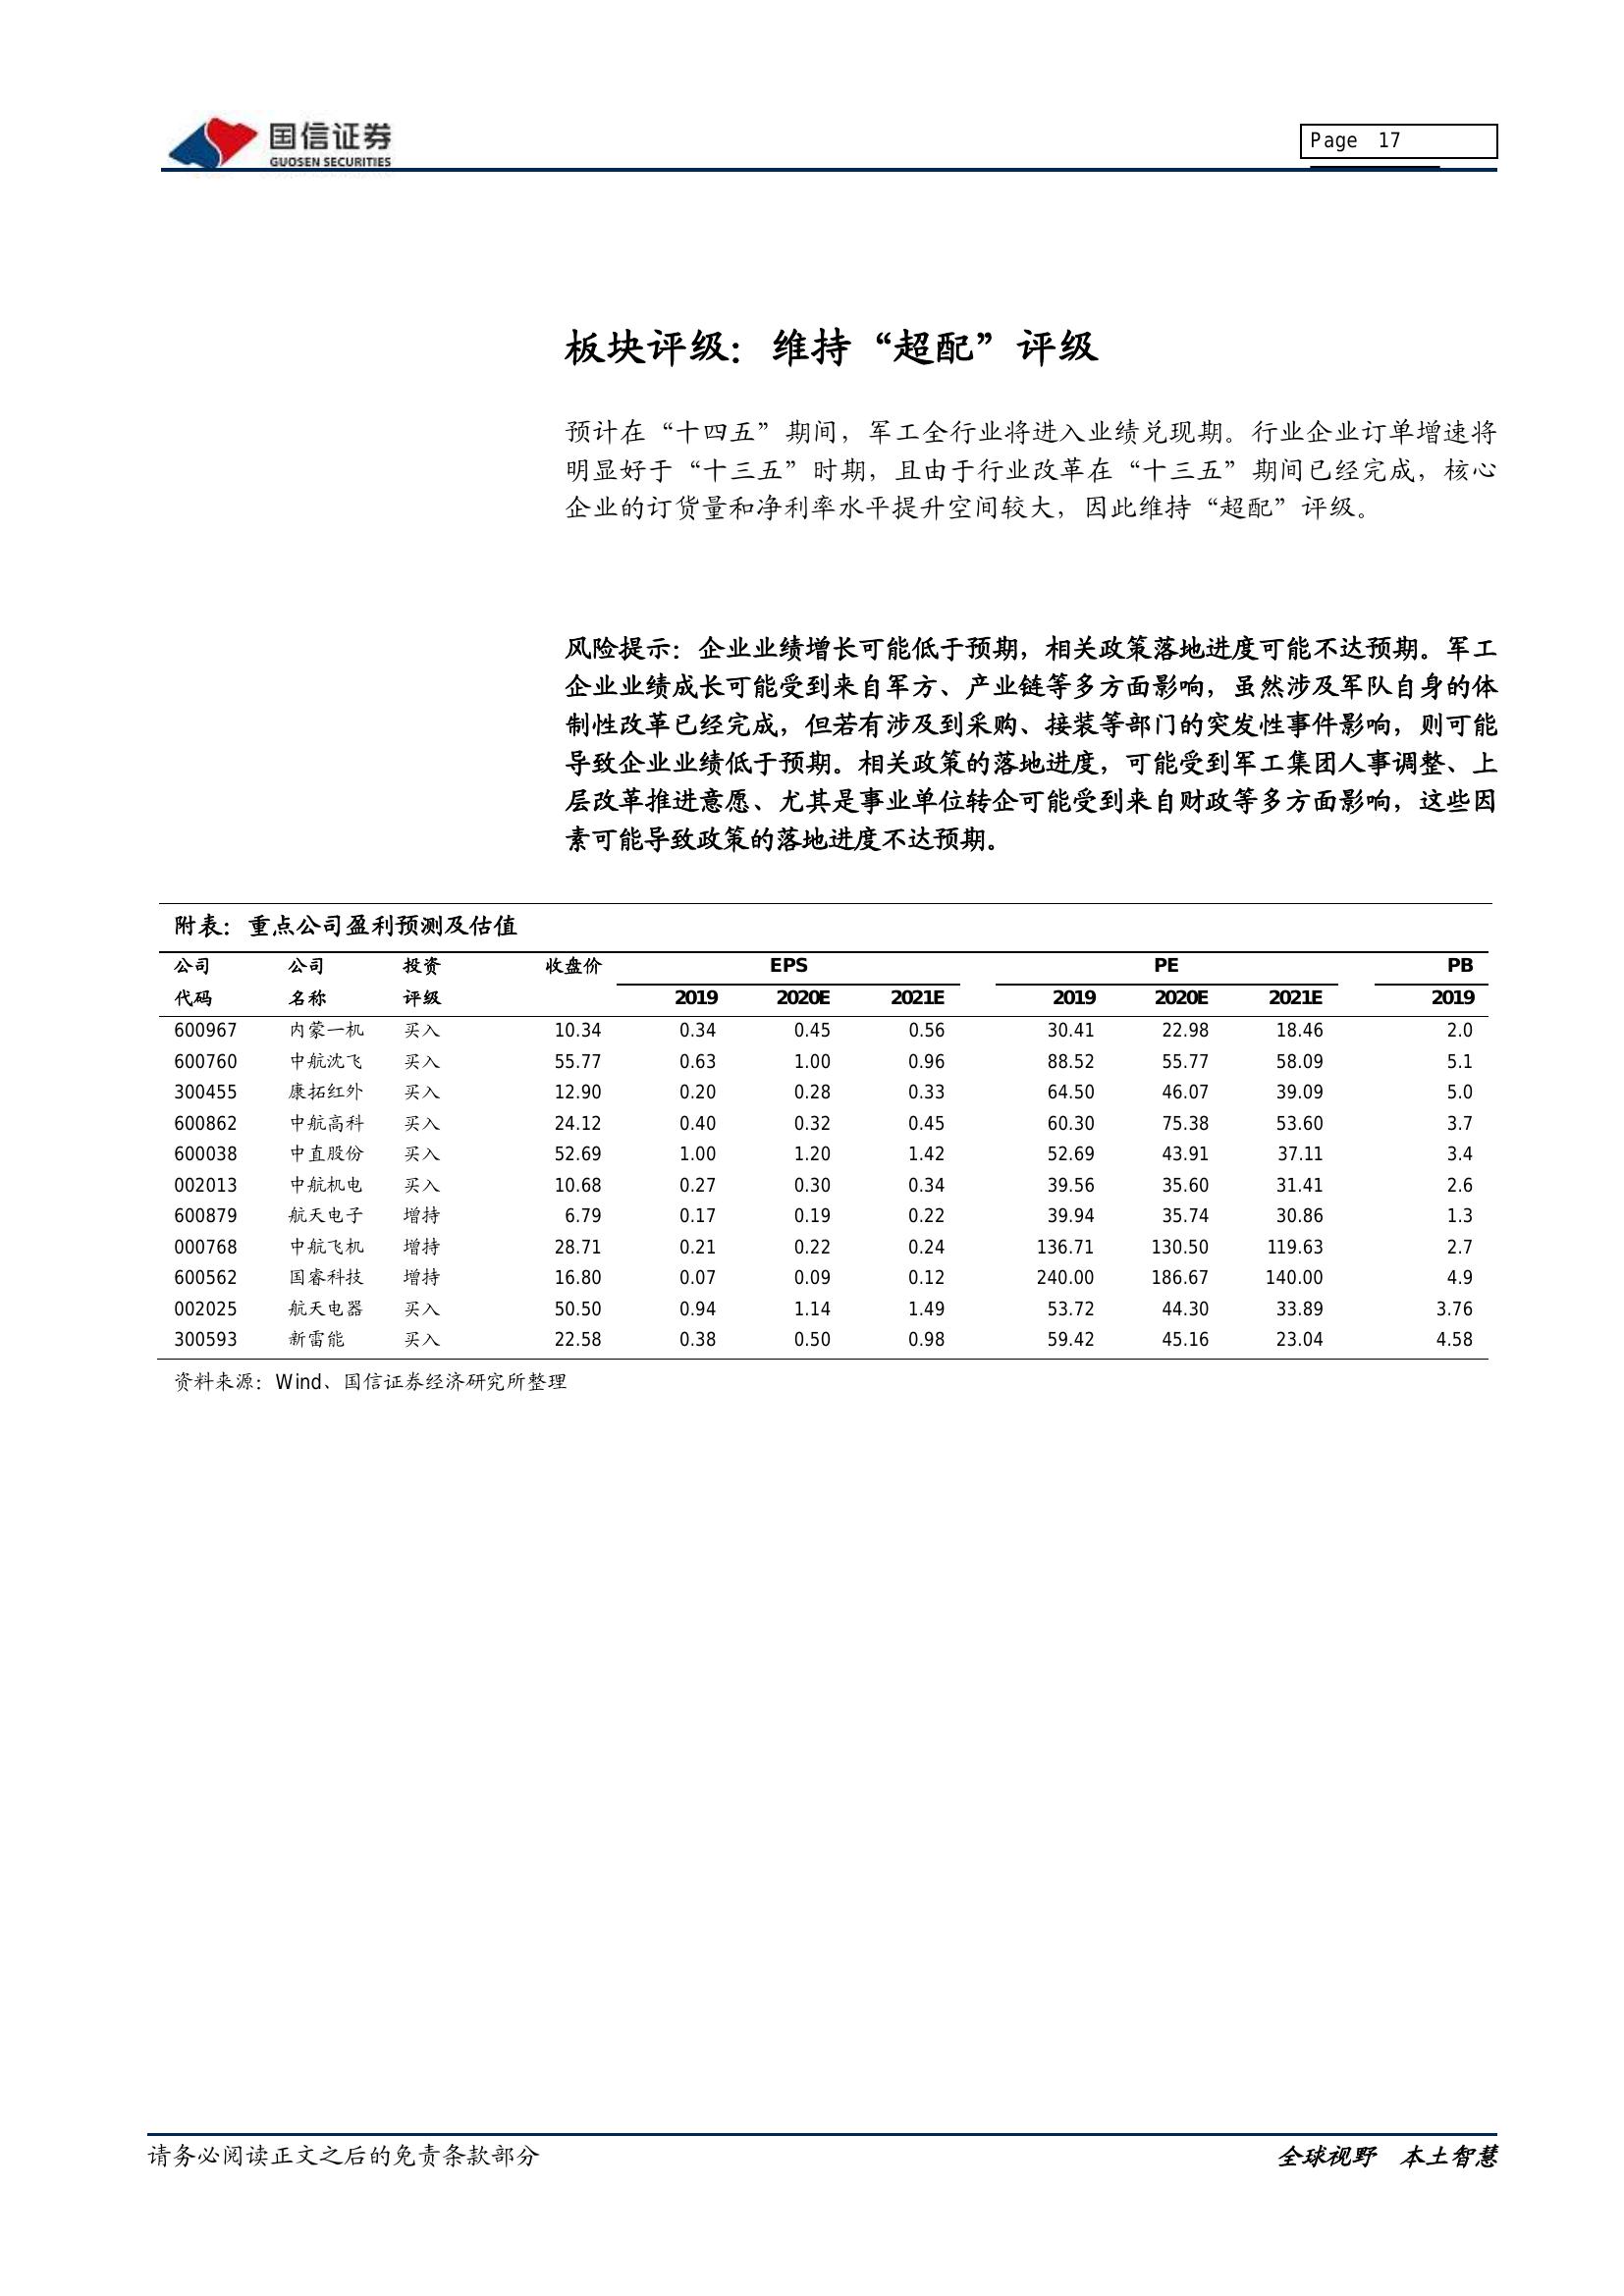 国信证券
GUOSEN SECURITIES
Page 17
板块评级：维持“超配”评级
预计在“十四五”期间，军工全行业将进入业绩兑现期。行业企业订单增速将
明显好于“十三五”时期，且由于行业改革在“十三五”期间已经完成，核心
企业的订货量和净利率水平提升空间较大，因此维持“超配”评级。
风险提示：企业业绩增长可能低于预期，相关政策落地进度可能不达预期。军工
企业业绩成长可能受到来自军方、产业链等多方面影响，虽然涉及军队自身的体
制性改革已经完成，但若有涉及到采购、接装等部门的突发性事件影响，则可能
导致企业业绩低于预期。相关政策的落地进度，可能受到军工集团人事调整、上
层改革推进意愿、尤其是事业单位转企可能受到来自财政等多方面影响，这些因
素可能导致政策的落地进度不达预期。
附表：重点公司盈利预测及估值
公司 公司 投资 收盘价 EPS PE PB
代码 名称 评级 2019 2020E 2021E 2019 2020E 2021E 2019
600967 内蒙一机 买入 10.34 0.34 0.45 0.56 30.41 22.98 18.46 2.0
600760 中航沈飞 买入 55.77 0.63 1.00 0.96 88.52 55.77 58.09 5.1
300455 康拓红外 买入 12.90 0.20 0.28 0.33 64.50 46.07 39.09 5.0
600862 中航高科 买入 24.12 0.40 0.32 0.45 60.30 75.38 53.60 3.7
600038 中直股份 买入 52.69 1.00 1.20 1.42 52.69 43.91 37.11 3.4
002013 中航机电 买入 10.68 0.27 0.30 0.34 39.56 35.60 31.41 2.6
600879 航天电子 增持 6.79 0.17 0.19 0.22 39.94 35.74 30.86 1.3
000768 中航飞机 增持 28.71 0.21 0.22 0.24 136.71 130.50 119.63 2.7
600562 国睿科技 增持 16.80 0.07 0.09 0.12 240.00 186.67 140.00 4.9
002025 航天电器 买入 50.50 0.94 1.14 1.49 53.72 44.30 33.89 3.76
300593 新雷能 买入 22.58 0.38 0.50 0.98 59.42 45.16 23.04 4.58
资料来源：Wind、国信证券经济研究所整理
请务必阅读正文之后的免责条款部分
全球视野 本土智慧